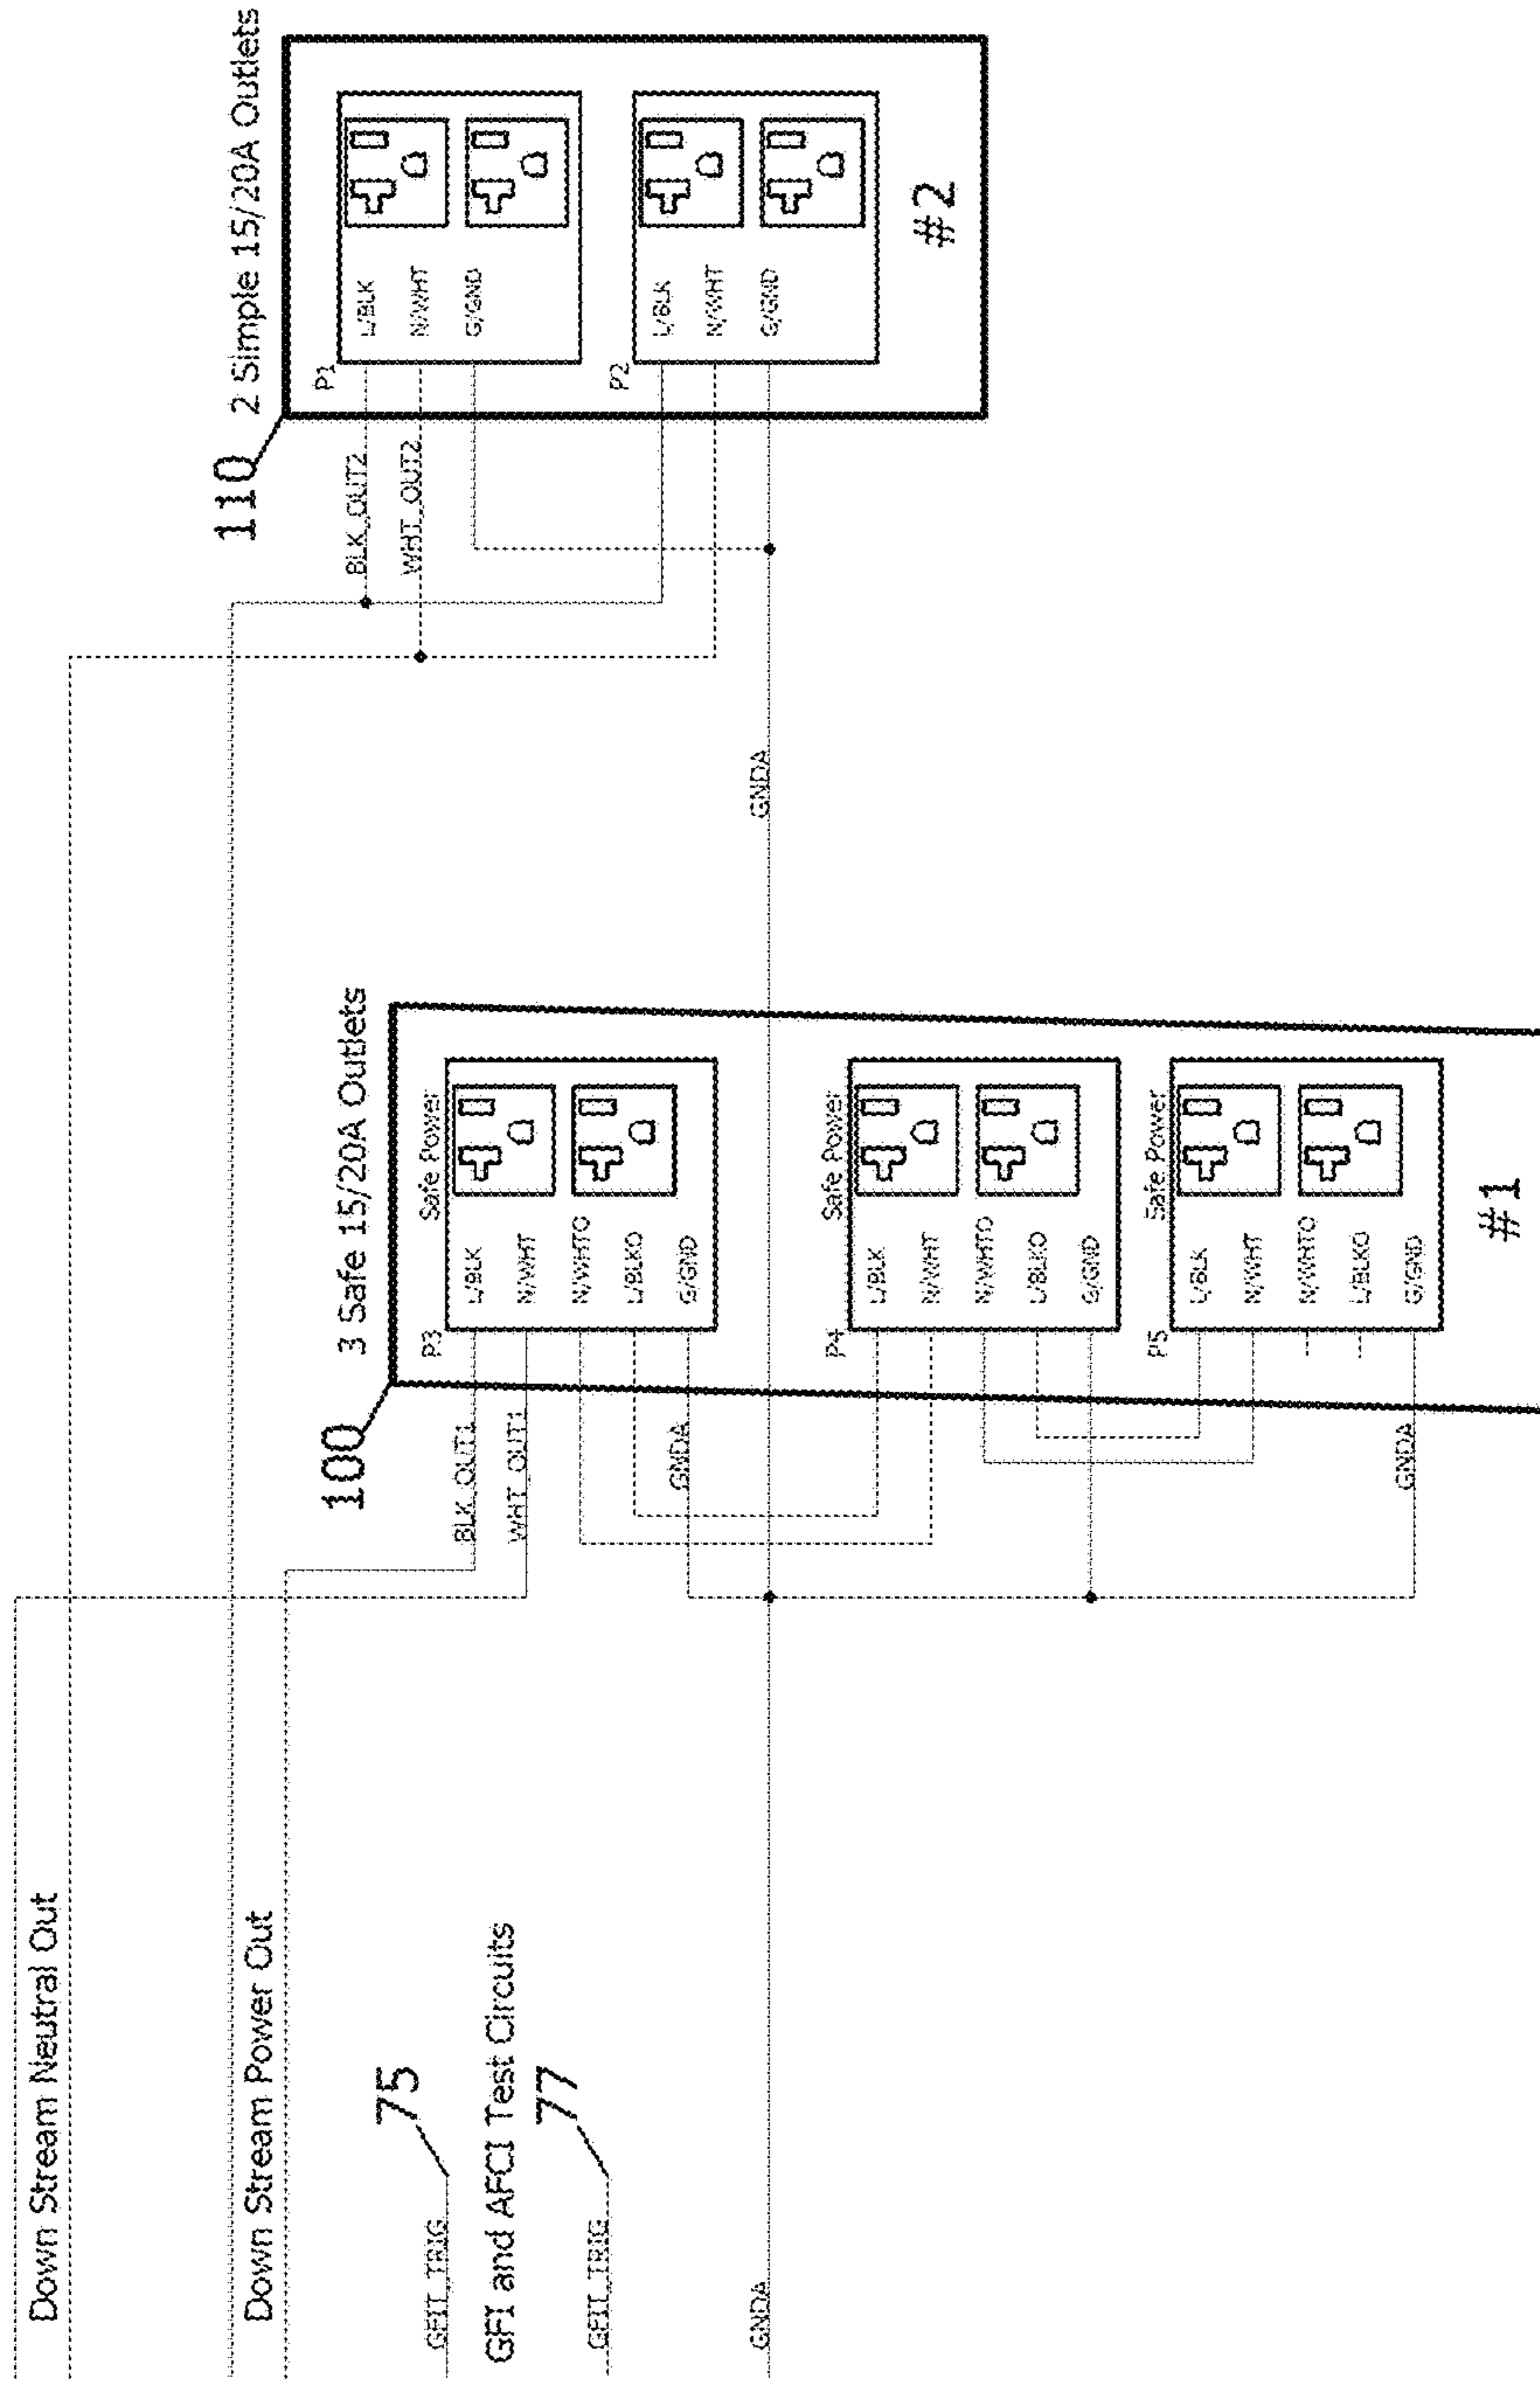 Down Stream Neutral Out
Down Stream Power Out
75
GFI and AFCI Test Circuits
77
GNDA
GNDA
100
3 Safe 15/20A Outlets
BLK_OUT1
WHT_OUT1
GNDA
GNDA
P3
Safe Power
L/BLK
N/WHT
N/WHTO
L/BLKO
G/GND
P4
Safe Power
L/BLK
N/WHT
N/WHTO
L/BLKO
G/GND
P5
Safe Power
L/BLK
N/WHT
N/WHTO
L/BLKO
G/GND
#1
110
2 Simple 15/20A Outlets
BLK_OUT2
WHT_OUT2
P1
L/BLK
N/WHT
G/GND
P2
L/BLK
N/WHT
G/GND
#2